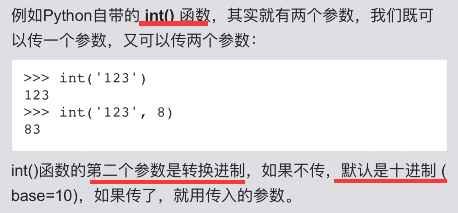 例如Python自带的 int() 函数，其实就有两个参数，我们既可
以传一个参数，又可以传两个参数：
>>> int('123')
123
>>> int('123', 8)
83
int()函数的第二个参数是转换进制，如果不传，默认是十进制 (
base=10)，如果传了，就用传入的参数。